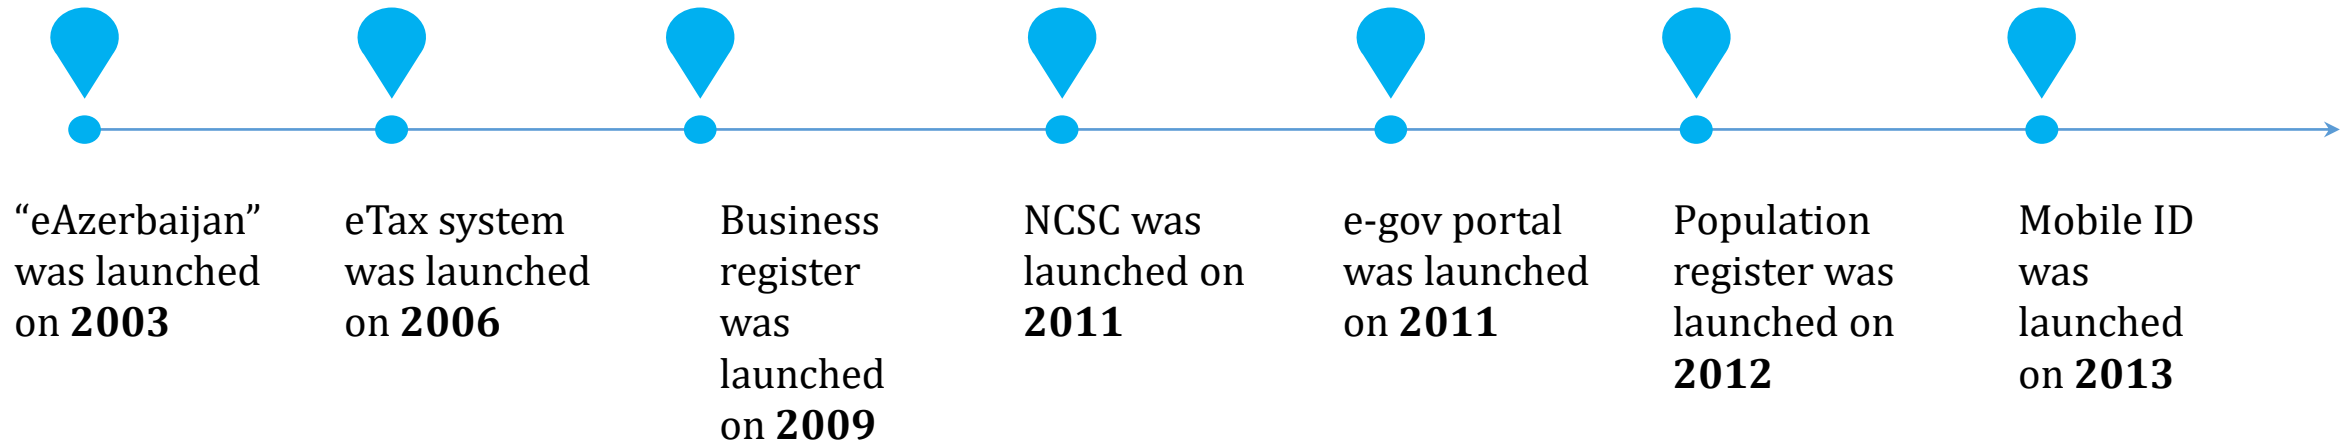 “eAzerbaijan”
was launched
on 2003
eTax system
was launched
on 2006
Business
register
was
launched
on 2009
NCSC was
launched on
2011
e-gov portal
was launched
on 2011
Population
register was
launched on
2012
Mobile ID
was
launched
on 2013